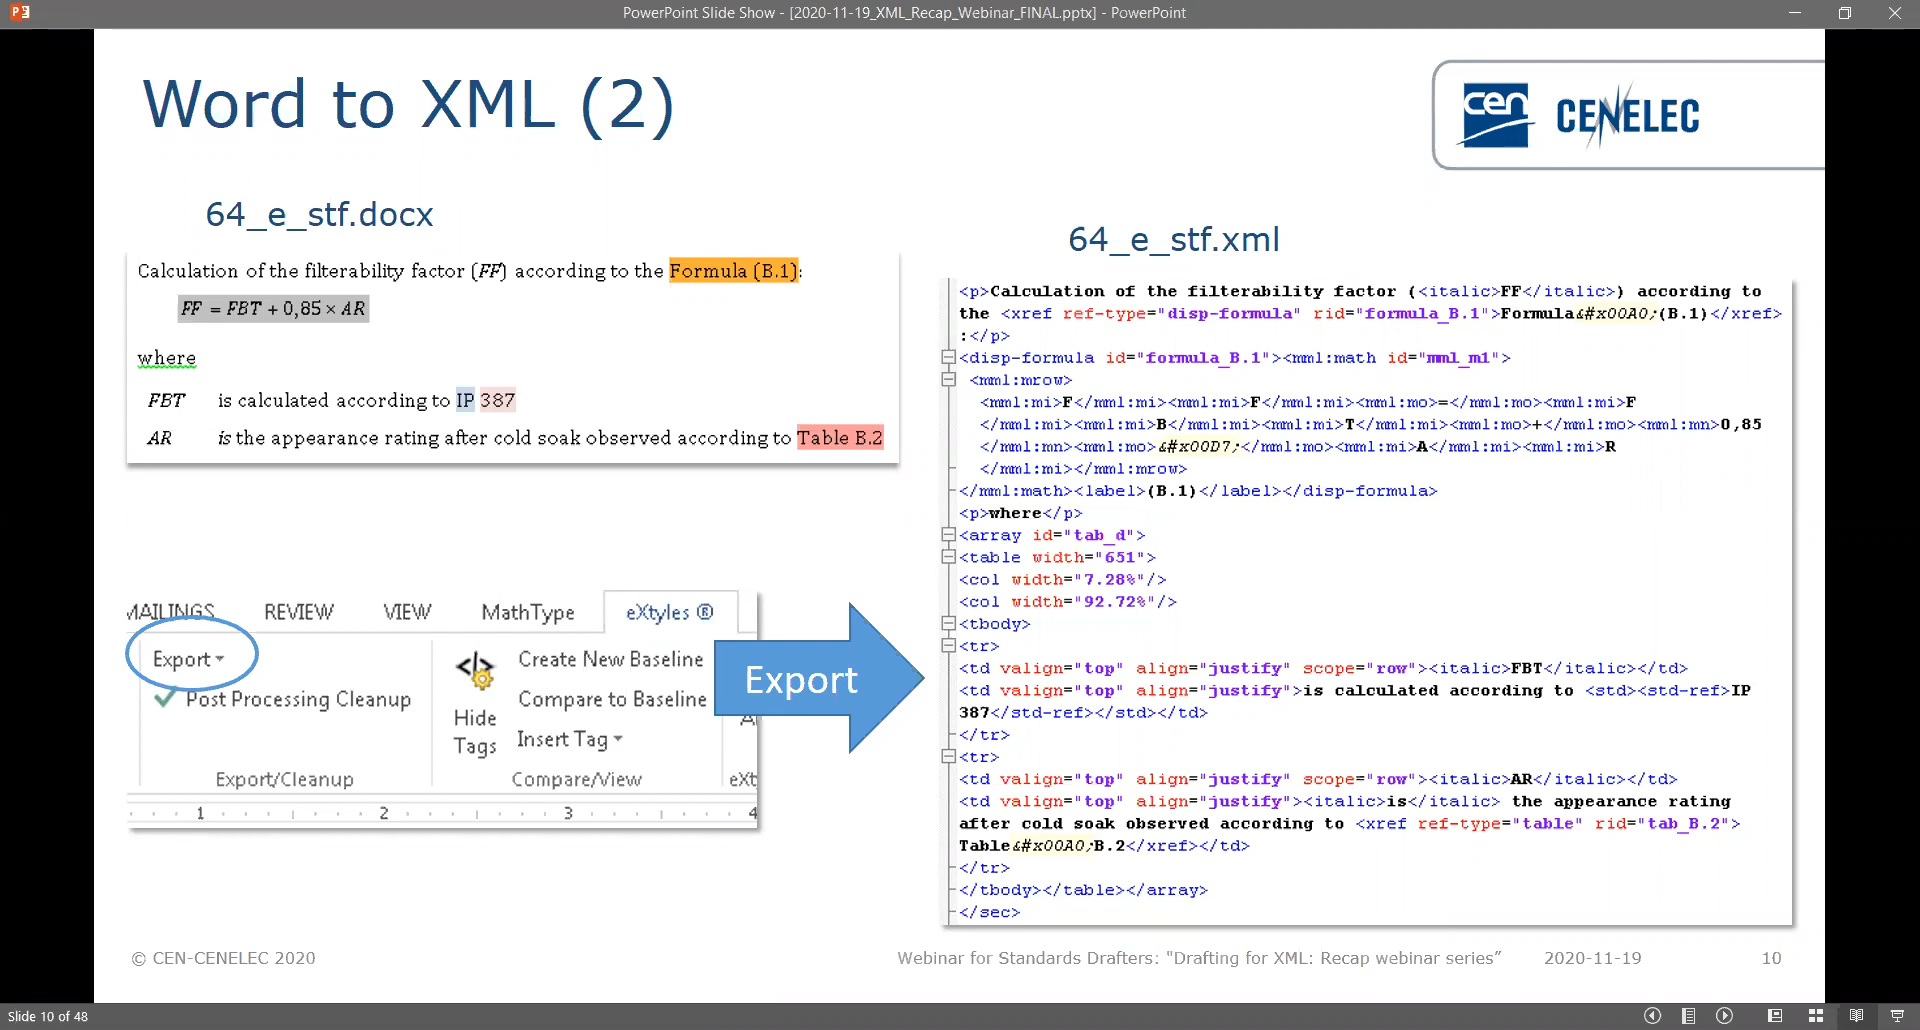 PowerPoint Slide Show - [2020-11-19_XML_Recap_Webinar_FINAL.pptx] - PowerPoint
Word to XML (2)
cen CENELEC
64_e_stf.docx
Calculation of the filterability factor (FF) according to the Formula (B.1):
FF = FBT + 0,85 × AR
where
FBT is calculated according to IP 387
AR is the appearance rating after cold soak observed according to Table B.2
MAILINGS REVIEW VIEW MathType eXtyles ®
Export
Post Processing Cleanup
Export/Cleanup
Hide
Tags
Create New Baseline
Compare to Baseline
Insert Tag
Compare/View
eXt
1 2 3 4
Export
64_e_stf.xml
<p>Calculation of the filterability factor (<italic>FF</italic>) according to
the <xref ref-type="disp-formula" rid="formula_B.1">Formula&#x00A0;(B.1)</xref>
:</p>
<disp-formula id="formula_B.1"><mml:math id="mml_m1">
<mml:mrow>
<mml:mi>F</mml:mi><mml:mi>F</mml:mi><mml:mo>=</mml:mo><mml:mi>F
</mml:mi><mml:mi>B</mml:mi><mml:mi>T</mml:mi><mml:mo>+</mml:mo><mml:mn>0,85
</mml:mn><mml:mo>&#x00D7;</mml:mo><mml:mi>A</mml:mi><mml:mi>R
</mml:mi></mml:mrow>
</mml:math><label>(B.1)</label></disp-formula>
<p>where</p>
<array id="tab_d">
<table width="651">
<col width="7.28%"/>
<col width="92.72%"/>
<tbody>
<tr>
<td valign="top" align="justify" scope="row"><italic>FBT</italic></td>
<td valign="top" align="justify">is calculated according to <std><std-ref>IP
387</std-ref></std></td>
</tr>
<tr>
<td valign="top" align="justify" scope="row"><italic>AR</italic></td>
<td valign="top" align="justify"><italic>is</italic> the appearance rating
after cold soak observed according to <xref ref-type="table" rid="tab_B.2">
Table&#x00A0;B.2</xref></td>
</tr>
</tbody></table></array>
</sec>
© CEN-CENELEC 2020
Webinar for Standards Drafters: "Drafting for XML: Recap webinar series” 2020-11-19 10
Slide 10 of 48